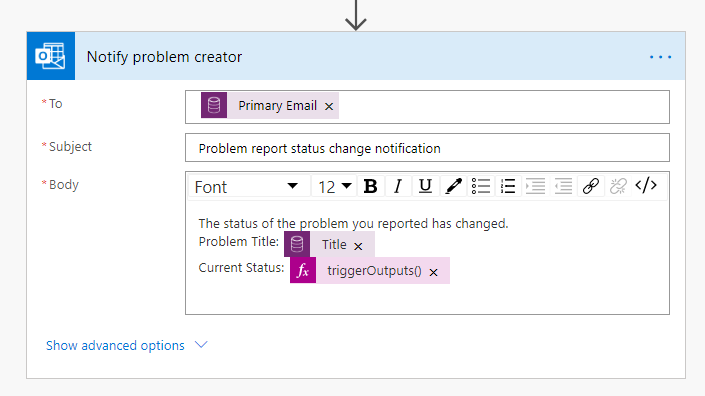 Notify problem creator
* To
Primary Email ×
* Subject
Problem report status change notification
* Body
Font 12 B I U </>
The status of the problem you reported has changed.
Problem Title: Title ×
Current Status: fx triggerOutputs() ×
Show advanced options